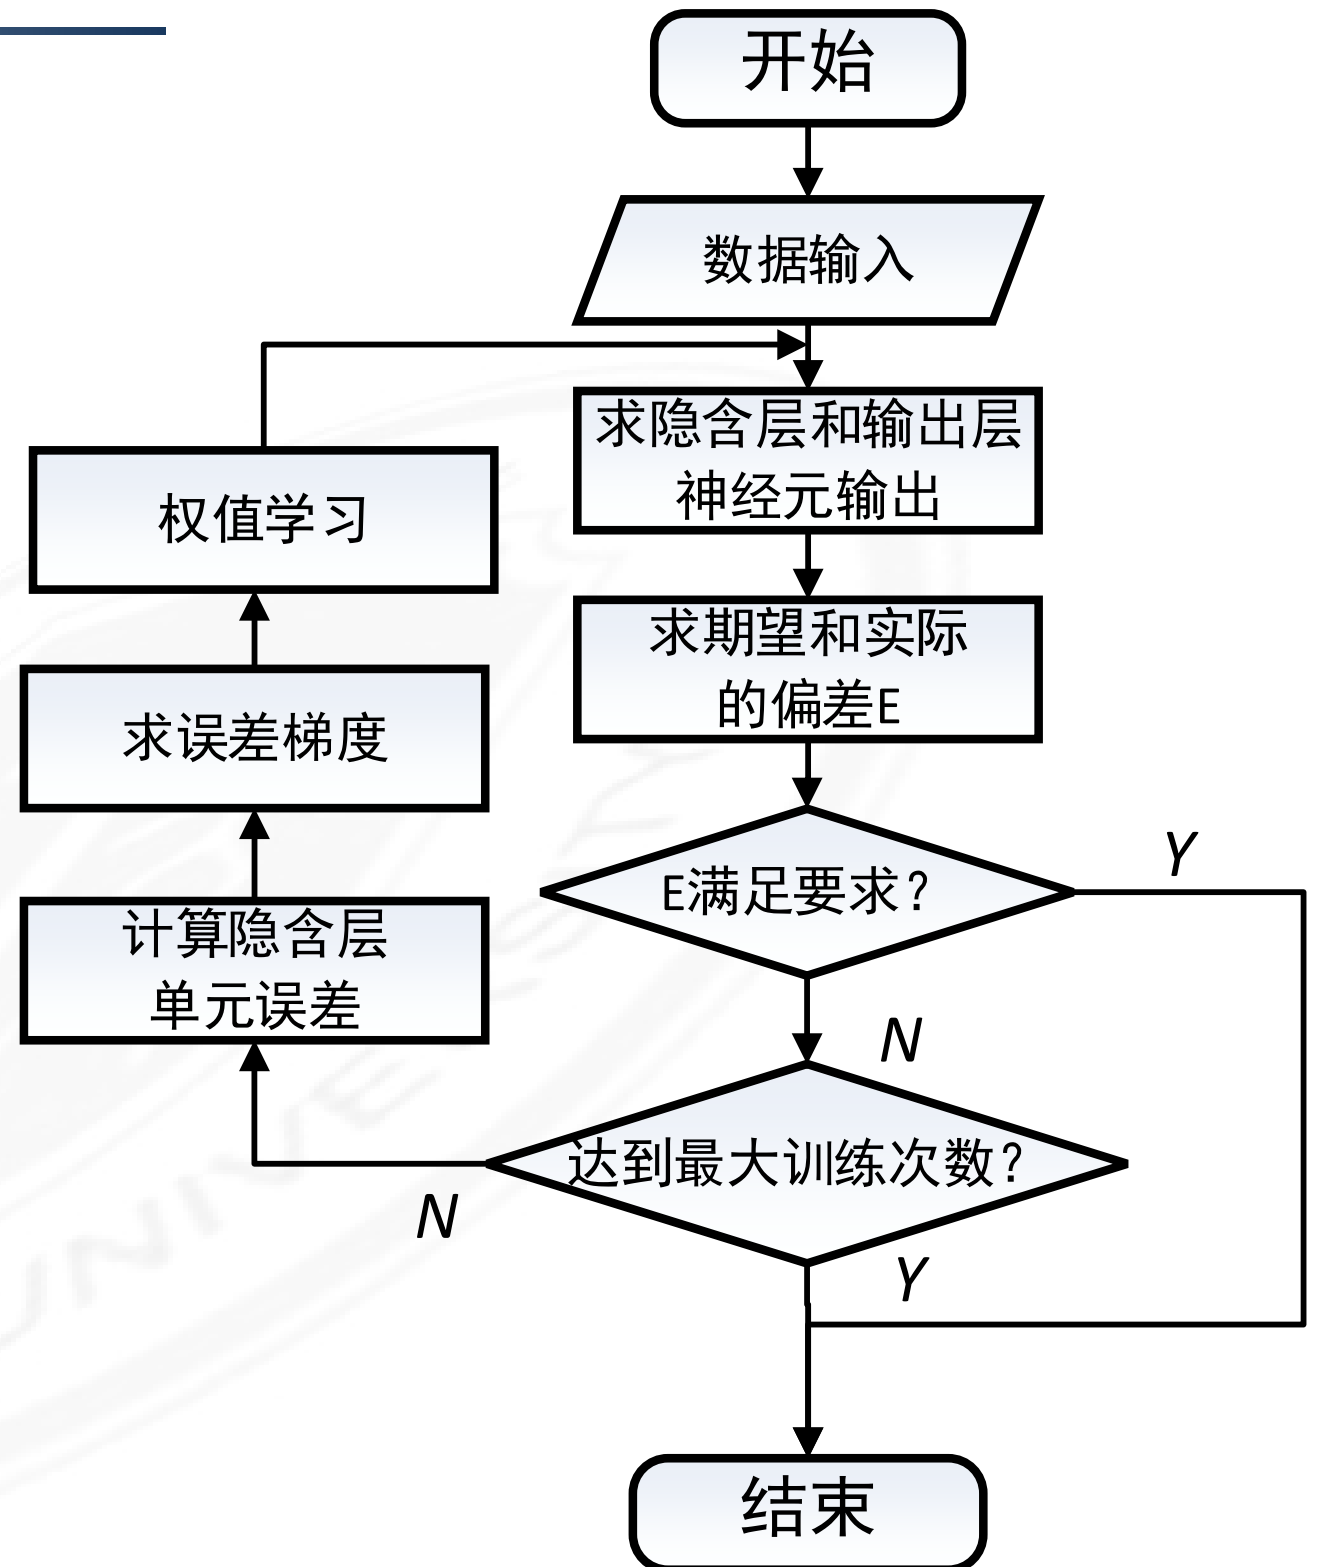 开始
数据输入
求隐含层和输出层
神经元输出
权值学习
求期望和实际
的偏差E
求误差梯度
E满足要求?
Y
计算隐含层
单元误差
N
达到最大训练次数?
N
Y
结束
UNIVERSITY